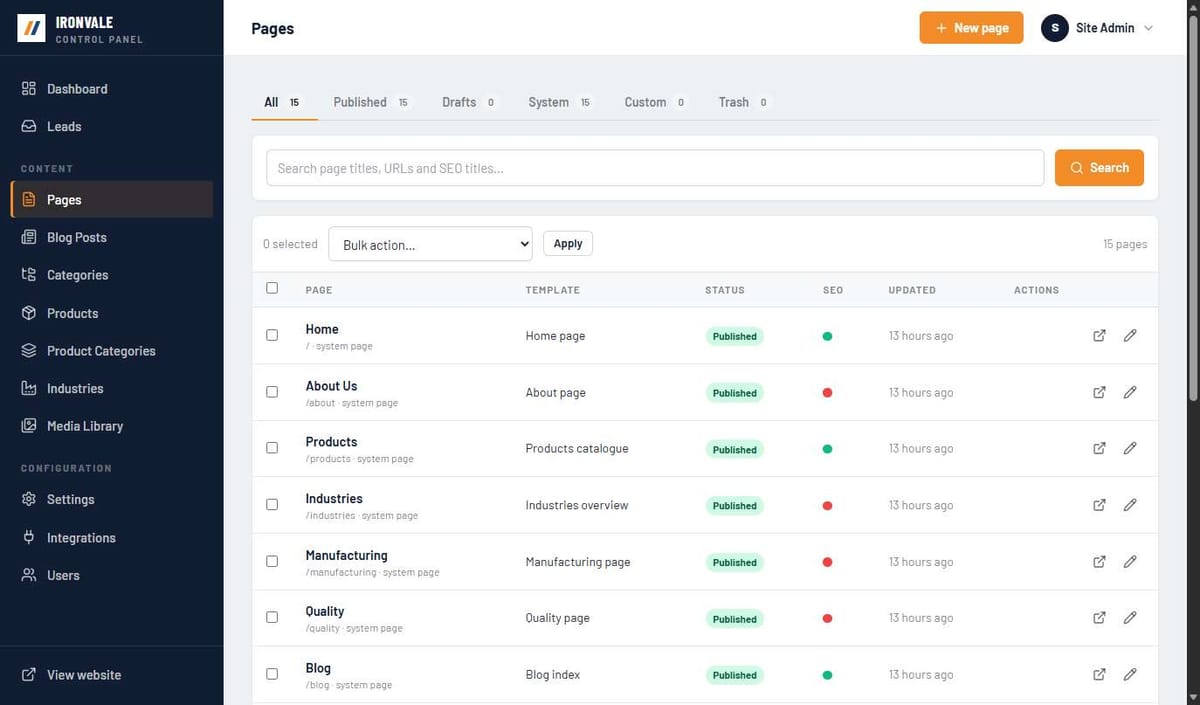 IRONVALE
CONTROL PANEL
Dashboard
Leads
CONTENT
Pages
Blog Posts
Categories
Products
Product Categories
Industries
Media Library
CONFIGURATION
Settings
Integrations
Users
View website
Pages
New page
S Site Admin
All 15 Published 15 Drafts 0 System 15 Custom 0 Trash 0
Search page titles, URLs and SEO titles...
Search
0 selected Bulk action... Apply 15 pages
PAGE TEMPLATE STATUS SEO UPDATED ACTIONS
Home
/ · system page
Home page Published 13 hours ago
About Us
/about · system page
About page Published 13 hours ago
Products
/products · system page
Products catalogue Published 13 hours ago
Industries
/industries · system page
Industries overview Published 13 hours ago
Manufacturing
/manufacturing · system page
Manufacturing page Published 13 hours ago
Quality
/quality · system page
Quality page Published 13 hours ago
Blog
/blog · system page
Blog index Published 13 hours ago